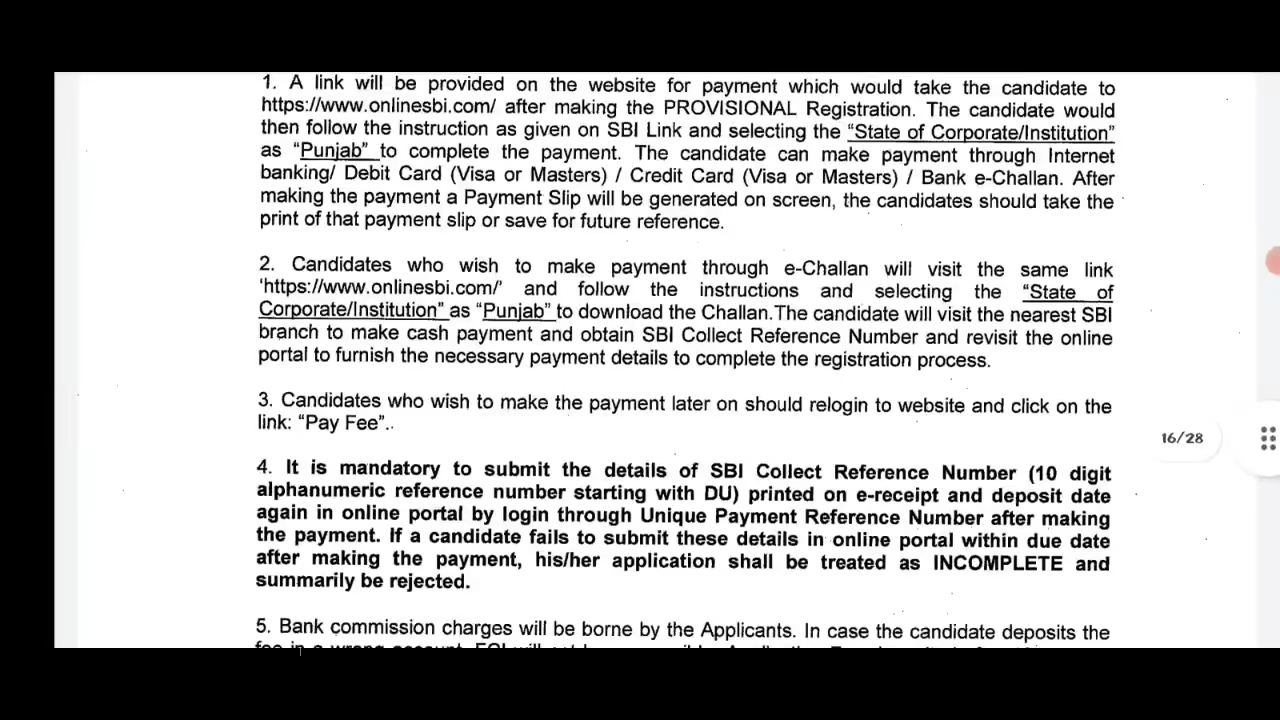 1. A link will be provided on the website for payment which would take the candidate to
https://www.onlinesbi.com/ after making the PROVISIONAL Registration. The candidate would
then follow the instruction as given on SBI Link and selecting the “State of Corporate/Institution”
as “Punjab” to complete the payment. The candidate can make payment through Internet
banking/ Debit Card (Visa or Masters) / Credit Card (Visa or Masters) / Bank e-Challan. After
making the payment a Payment Slip will be generated on screen, the candidates should take the
print of that payment slip or save for future reference.
2. Candidates who wish to make payment through e-Challan will visit the same link
‘https://www.onlinesbi.com/’ and follow the instructions and selecting the “State of
Corporate/Institution” as “Punjab” to download the Challan.The candidate will visit the nearest SBI
branch to make cash payment and obtain SBI Collect Reference Number and revisit the online
portal to furnish the necessary payment details to complete the registration process.
3. Candidates who wish to make the payment later on should relogin to website and click on the
link: “Pay Fee”..
16/28
4. It is mandatory to submit the details of SBI Collect Reference Number (10 digit
alphanumeric reference number starting with DU) printed on e-receipt and deposit date
again in online portal by login through Unique Payment Reference Number after making
the payment. If a candidate fails to submit these details in online portal within due date
after making the payment, his/her application shall be treated as INCOMPLETE and
summarily be rejected.
5. Bank commission charges will be borne by the Applicants. In case the candidate deposits the